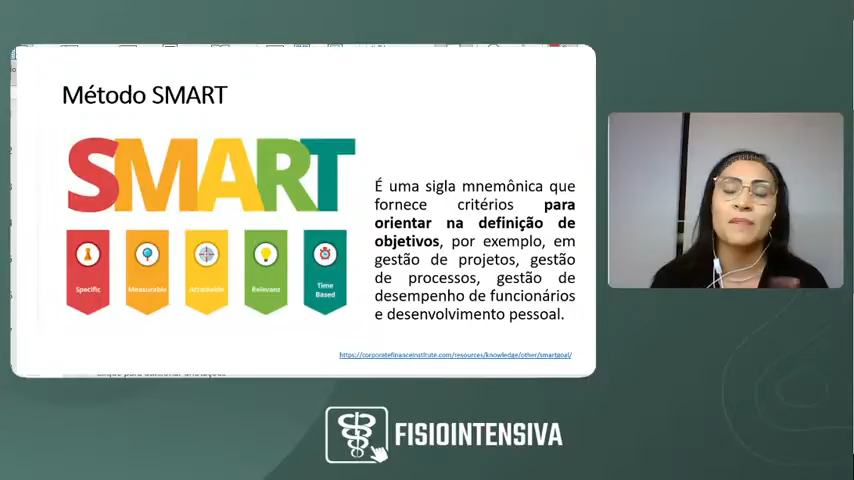 Método SMART
SMART
Specific
Measurable
Attainable
Relevant
Time
Based
É uma sigla mnemônica que
fornece critérios para
orientar na definição de
objetivos, por exemplo, em
gestão de projetos, gestão
de processos, gestão de
desempenho de funcionários
e desenvolvimento pessoal.
https://corporatefinanceinstitute.com/resources/knowledge/other/smartgoal/
FISIOINTENSIVA